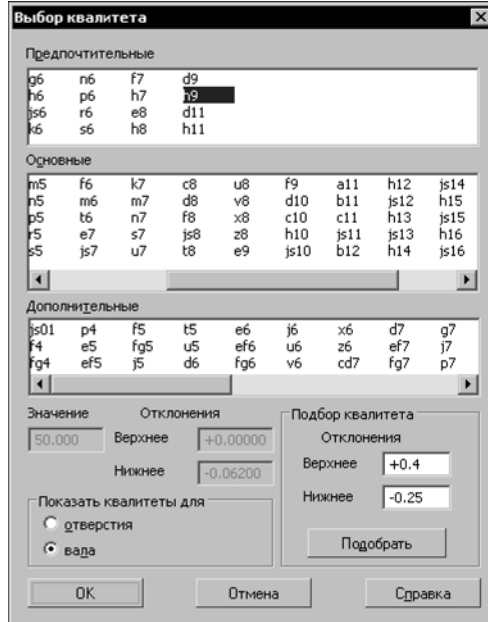 Выбор квалитета
Предпочтительные
g6 n6 f7 d9
h6 p6 h7 h9
js6 r6 e8 d11
k6 s6 h8 h11
Основные
m5 f6 k7 c8 u8 f9 a11 h12 js14
n5 m6 m7 d8 v8 d10 b11 js12 h15
p5 t6 n7 f8 x8 c10 c11 h13 js15
r5 e7 s7 js8 z8 h10 js11 js13 h16
s5 js7 u7 t8 e9 js10 b12 h14 js16
Дополнительные
js01 p4 f5 t5 e6 j6 x6 d7 g7
f4 e5 fg5 u5 ef6 u6 z6 ef7 j7
fg4 ef5 j5 d6 fg6 v6 cd7 fg7 p7
Значение Отклонения
50.000 Верхнее +0.00000
Нижнее -0.06200
Показать квалитеты для
отверстия
вала
Подбор квалитета
Отклонения
Верхнее +0.4
Нижнее -0.25
Подобрать
OK Отмена Справка